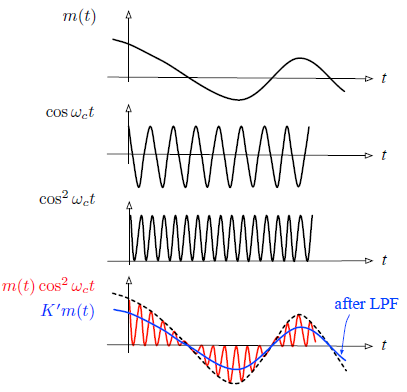 m(t)
t
cos ω_c t
t
cos² ω_c t
t
m(t) cos² ω_c t
K′m(t)
after LPF
t